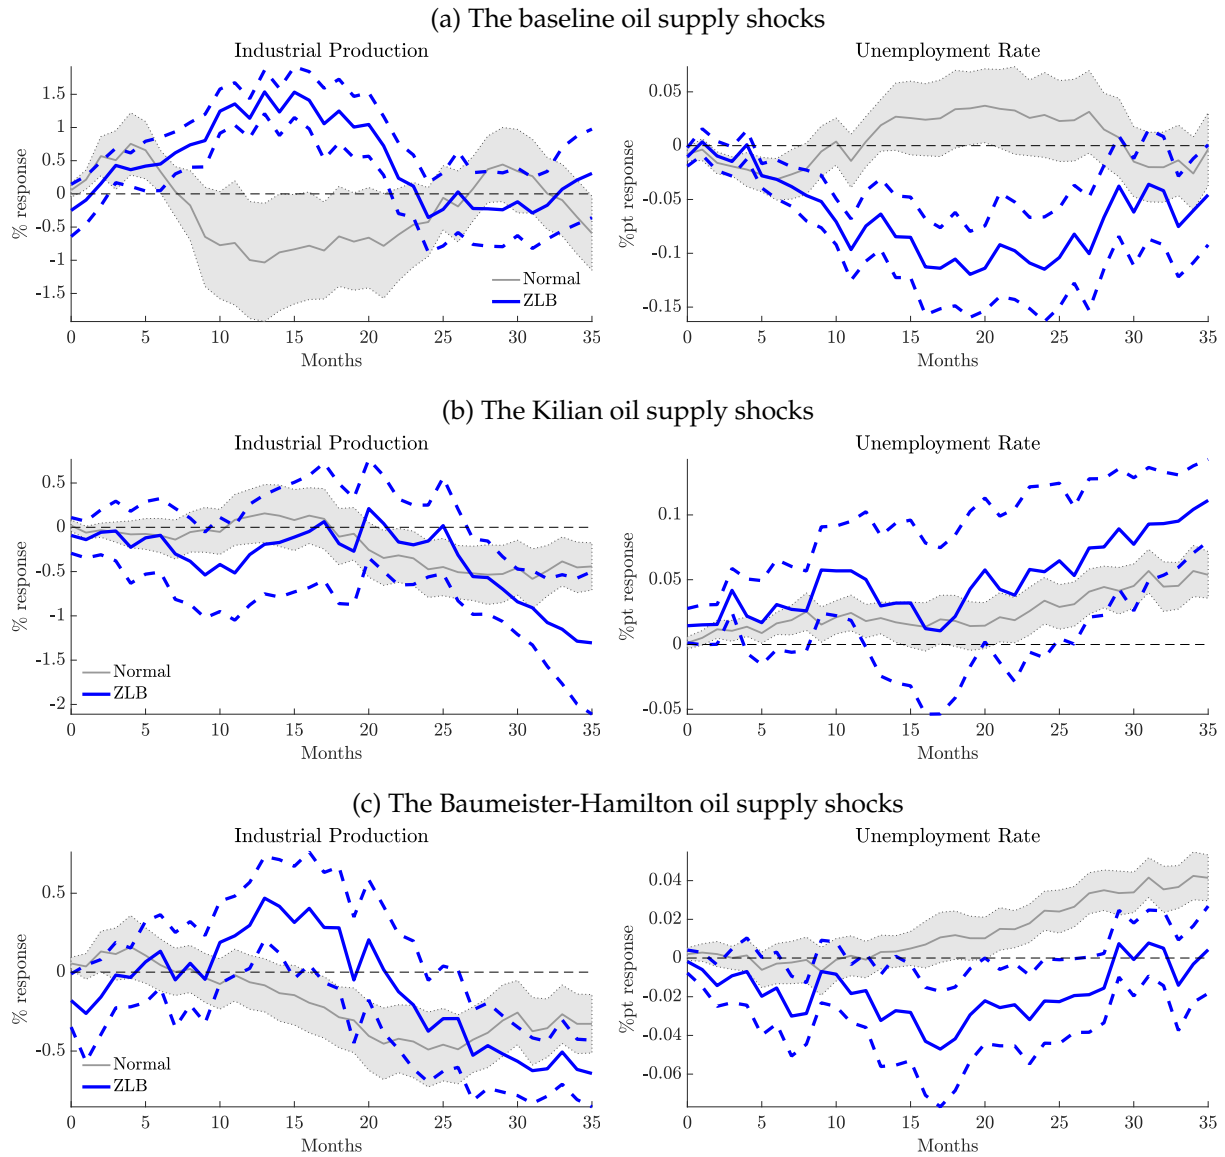 (a) The baseline oil supply shocks
Industrial Production
Unemployment Rate
% response
1.5
1
0.5
0
-0.5
-1
-1.5
Normal
ZLB
0 5 10 15 20 25 30 35
Months
%pt response
0.05
0
-0.05
-0.1
-0.15
0 5 10 15 20 25 30 35
Months
(b) The Kilian oil supply shocks
Industrial Production
Unemployment Rate
% response
0.5
0
-0.5
-1
-1.5
-2
Normal
ZLB
0 5 10 15 20 25 30 35
Months
%pt response
0.1
0.05
0
-0.05
0 5 10 15 20 25 30 35
Months
(c) The Baumeister-Hamilton oil supply shocks
Industrial Production
Unemployment Rate
% response
0.5
0
-0.5
Normal
ZLB
0 5 10 15 20 25 30 35
Months
%pt response
0.04
0.02
0
-0.02
-0.04
-0.06
0 5 10 15 20 25 30 35
Months